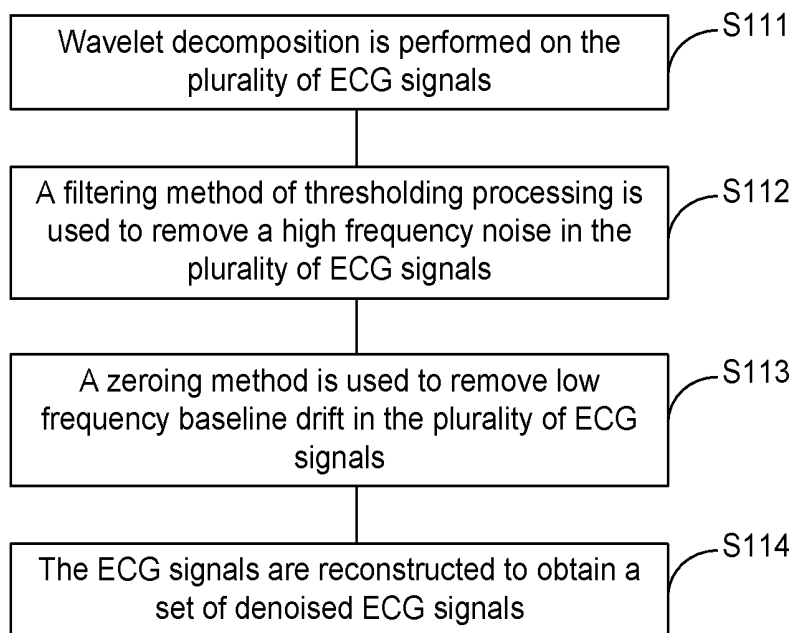 Wavelet decomposition is performed on the
plurality of ECG signals
S111
A filtering method of thresholding processing is
used to remove a high frequency noise in the
plurality of ECG signals
S112
A zeroing method is used to remove low
frequency baseline drift in the plurality of ECG
signals
S113
The ECG signals are reconstructed to obtain a
set of denoised ECG signals
S114